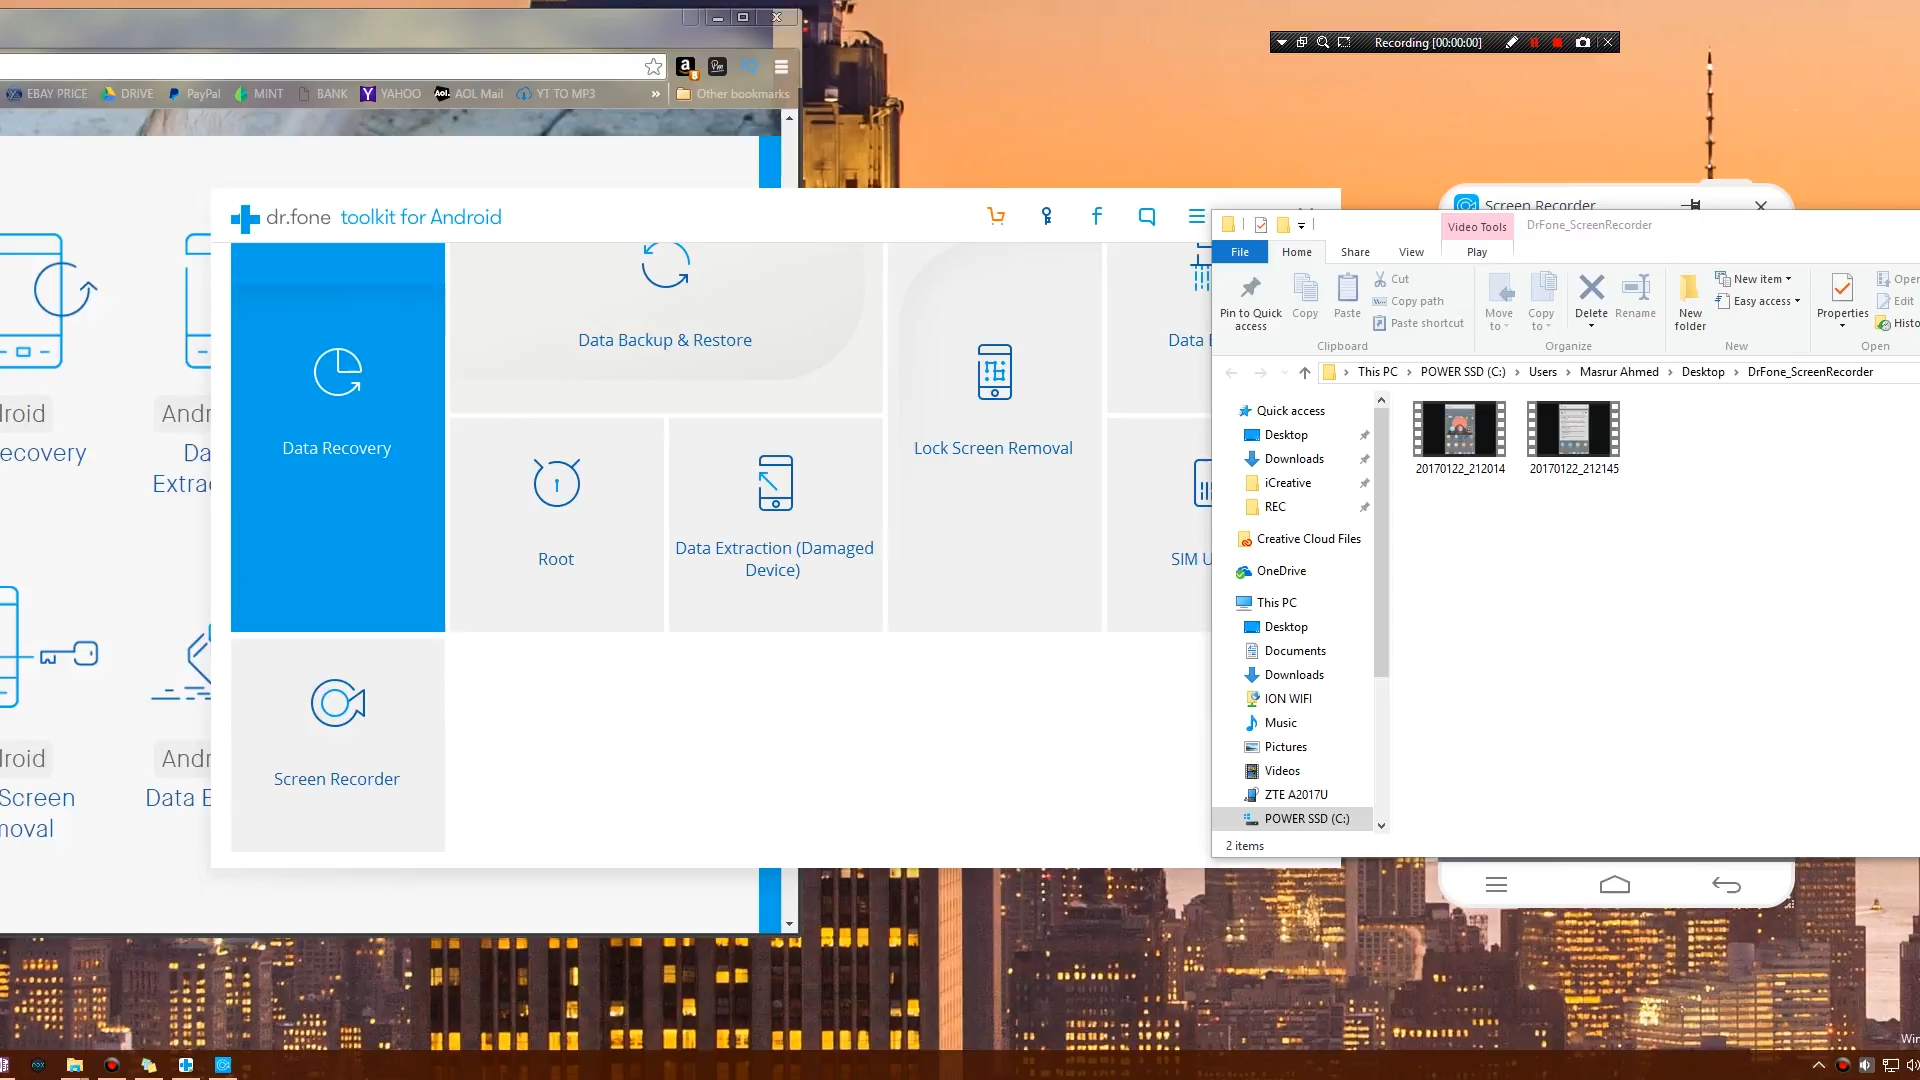 Recording [00:00:00]
EBAY PRICE
DRIVE
PayPal
MINT
BANK
YAHOO
AOL Mail
YT TO MP3
»
Other bookmarks
dr.fone toolkit for Android
Data Recovery
Data Backup & Restore
Root
Data Extraction (Damaged
Device)
Lock Screen Removal
Screen Recorder
SIM U
Data E
roid
ecovery
Andr
Da
Extrac
roid
Screen
moval
Andr
Data E
Screen Recorder
Video Tools
DrFone_ScreenRecorder
File
Home
Share
View
Play
Pin to Quick
access
Copy
Paste
Cut
Copy path
Paste shortcut
Clipboard
Move
to
Copy
to
Delete
Rename
Organize
New
folder
New item
Easy access
New
Properties
Open
Edit
Histo
Open
This PC
POWER SSD (C:)
Users
Masrur Ahmed
Desktop
DrFone_ScreenRecorder
Quick access
Desktop
Downloads
iCreative
REC
Creative Cloud Files
OneDrive
This PC
Desktop
Documents
Downloads
ION WIFI
Music
Pictures
Videos
ZTE A2017U
POWER SSD (C:)
20170122_212014
20170122_212145
2 items
Win